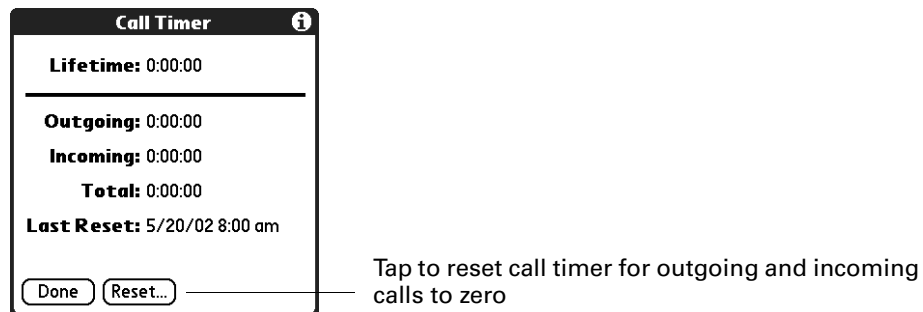 Call Timer
Lifetime: 0:00:00
Outgoing: 0:00:00
Incoming: 0:00:00
Total: 0:00:00
Last Reset: 5/20/02 8:00 am
Done Reset...
Tap to reset call timer for outgoing and incoming
calls to zero